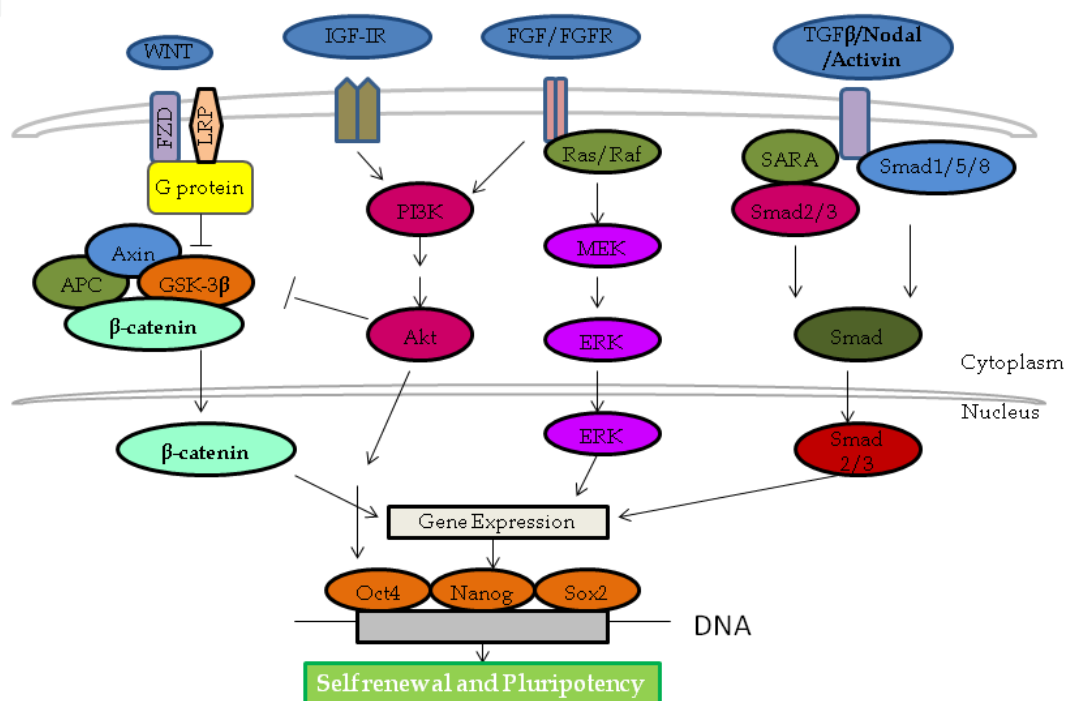 WNT
IGF-IR
FGF/FGFR
TGFβ/Nodal
/Activin
FZD
LRP
G protein
Ras/Raf
SARA
Smad1/5/8
Smad2/3
PI3K
MEK
Axin
APC
GSK-3β
β-catenin
Akt
ERK
Smad
Cytoplasm
Nucleus
β-catenin
ERK
Smad
2/3
Gene Expression
Oct4
Nanog
Sox2
DNA
Self renewal and Pluripotency